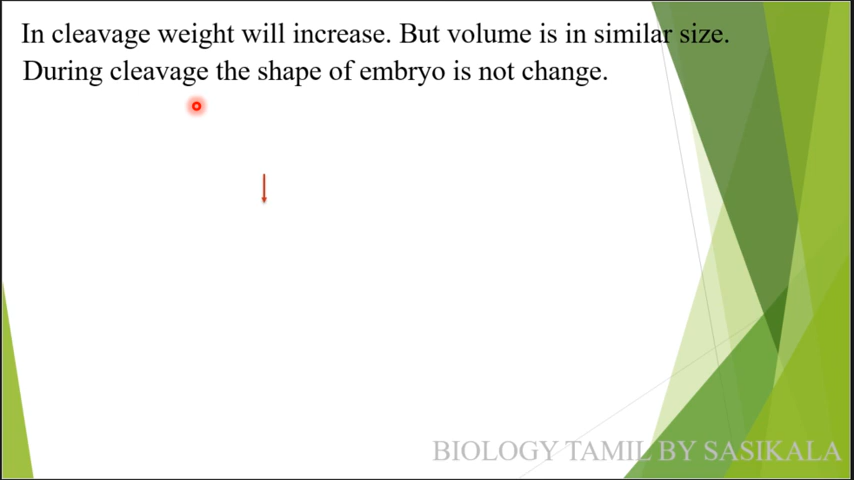 In cleavage weight will increase. But volume is in similar size.
During cleavage the shape of embryo is not change.
BIOLOGY TAMIL BY SASIKALA